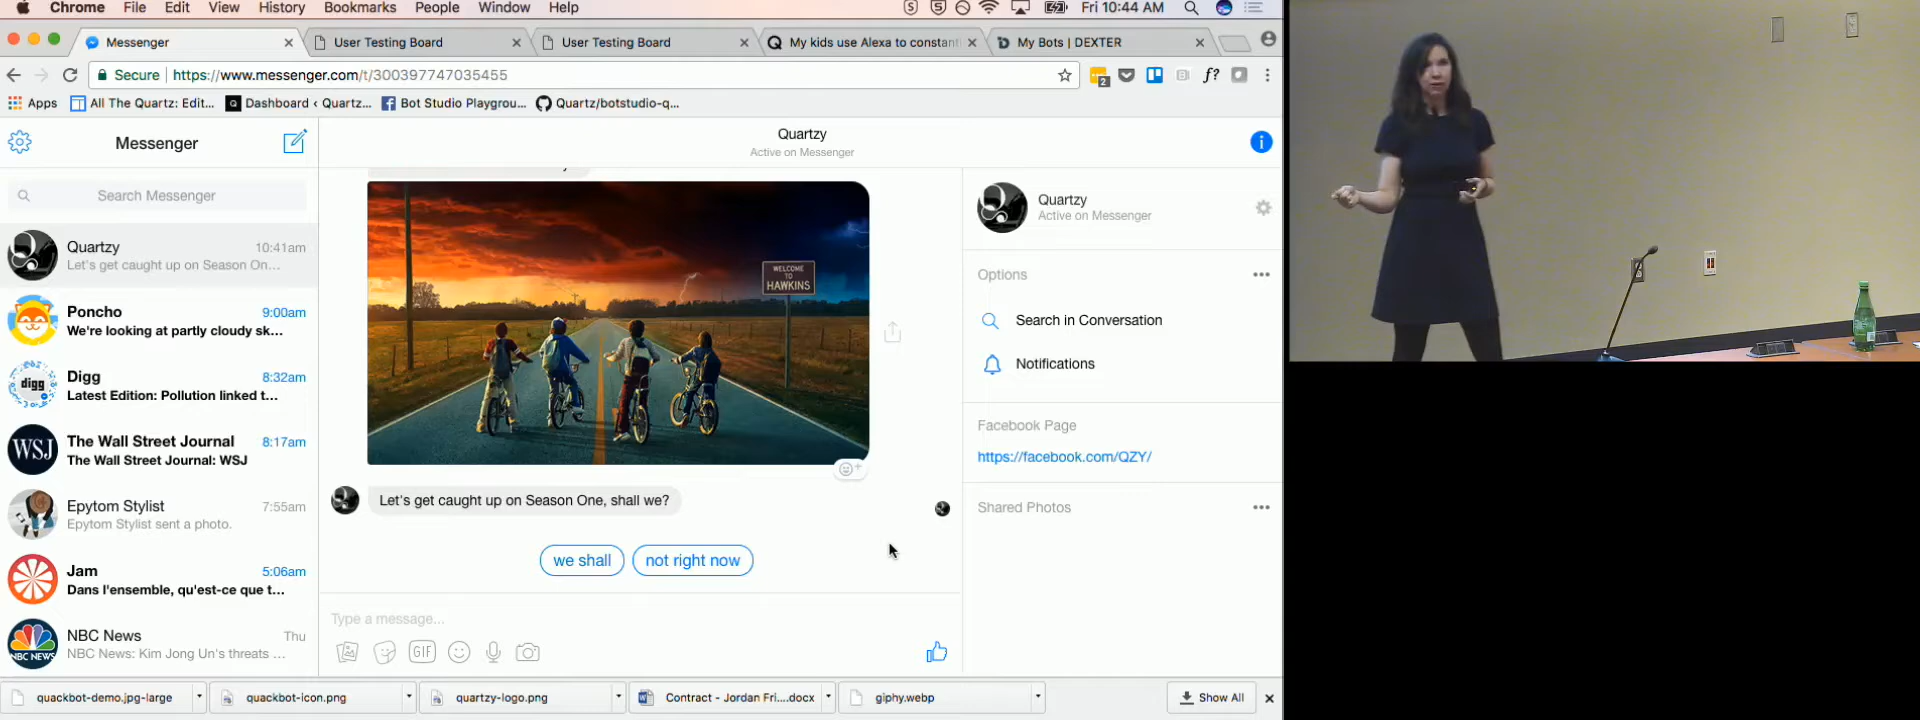 Chrome File Edit View History Bookmarks People Window Help Fri 10:44 AM
Messenger User Testing Board User Testing Board My kids use Alexa to constan My Bots | DEXTER
Secure https://www.messenger.com/t/300397747035455 2 f?
Apps All The Quartz: Edit... Dashboard ‹ Quartz... Bot Studio Playgrou... Quartz/botstudio-q...
Messenger
Search Messenger
Quartzy 10:41am
Let's get caught up on Season On...
Poncho 9:00am
We're looking at partly cloudy sk...
digg
Digg 8:32am
Latest Edition: Pollution linked t...
WSJ
The Wall Street Journal 8:17am
The Wall Street Journal: WSJ
Epytom Stylist 7:55am
Epytom Stylist sent a photo.
Jam 5:06am
Dans l'ensemble, qu'est-ce que t...
NBC NEWS
NBC News Thu
NBC News: Kim Jong Un's threats ...
Quartzy
Active on Messenger
WELCOME
TO
HAWKINS
Let's get caught up on Season One, shall we?
we shall not right now
Type a message...
GIF
Quartzy
Active on Messenger
Options
Search in Conversation
Notifications
Facebook Page
https://facebook.com/QZY/
Shared Photos
quackbot-demo.jpg-large quackbot-icon.png quartzy-logo.png Contract - Jordan Fri....docx giphy.webp Show All